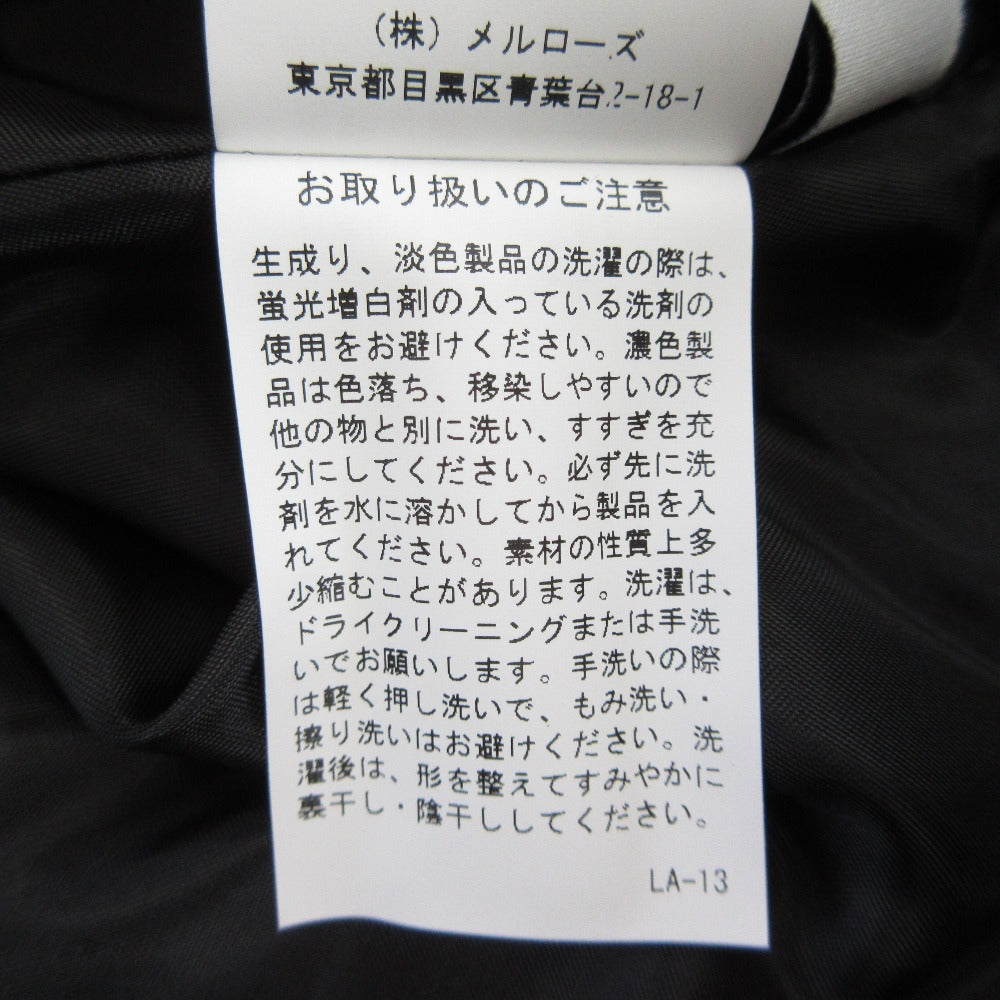 (株) メルローズ
東京都目黒区青葉台2-18-1
お取り扱いのご注意
生成り、淡色製品の洗濯の際は、
蛍光増白剤の入っている洗剤の
使用をお避けください。濃色製
品は色落ち、移染しやすいので
他の物と別に洗い、すすぎを充
分にしてください。必ず先に洗
剤を水に溶かしてから製品を入
れてください。素材の性質上多
少縮むことがあります。洗濯は、
ドライクリーニングまたは手洗
いでお願いします。手洗いの際
は軽く押し洗いで、もみ洗い・
擦り洗いはお避けください。洗
濯後は、形を整えてすみやかに
裏干し・陰干ししてください。
LA-13